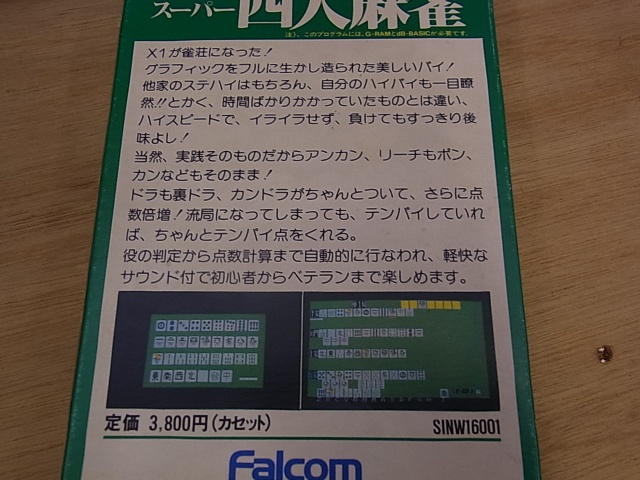 スーパー四人麻雀
注)、このプログラムには、G-RAMとdB-BASICが必要です。
X1が雀荘になった!
グラフィックをフルに生かし造られた美しいパイ!
他家のステハイはもちろん、自分のハイパイも一目瞭
然!!とかく、時間ばかりかかっていたものとは違い、
ハイスピードで、イライラせず、負けてもすっきり後
味よし!
当然、実践そのものだからアンカン、リーチもポン、
カンなどもそのまま!
ドラも裏ドラ、カンドラがちゃんとついて、さらに点
数倍増!流局になってしまっても、テンパイしていれ
ば、ちゃんとテンパイ点をくれる。
役の判定から点数計算まで自動的に行なわれ、軽快な
サウンド付で初心者からベテランまで楽しめます。
定価 3,800円(カセット)
SINW16001
Falcom